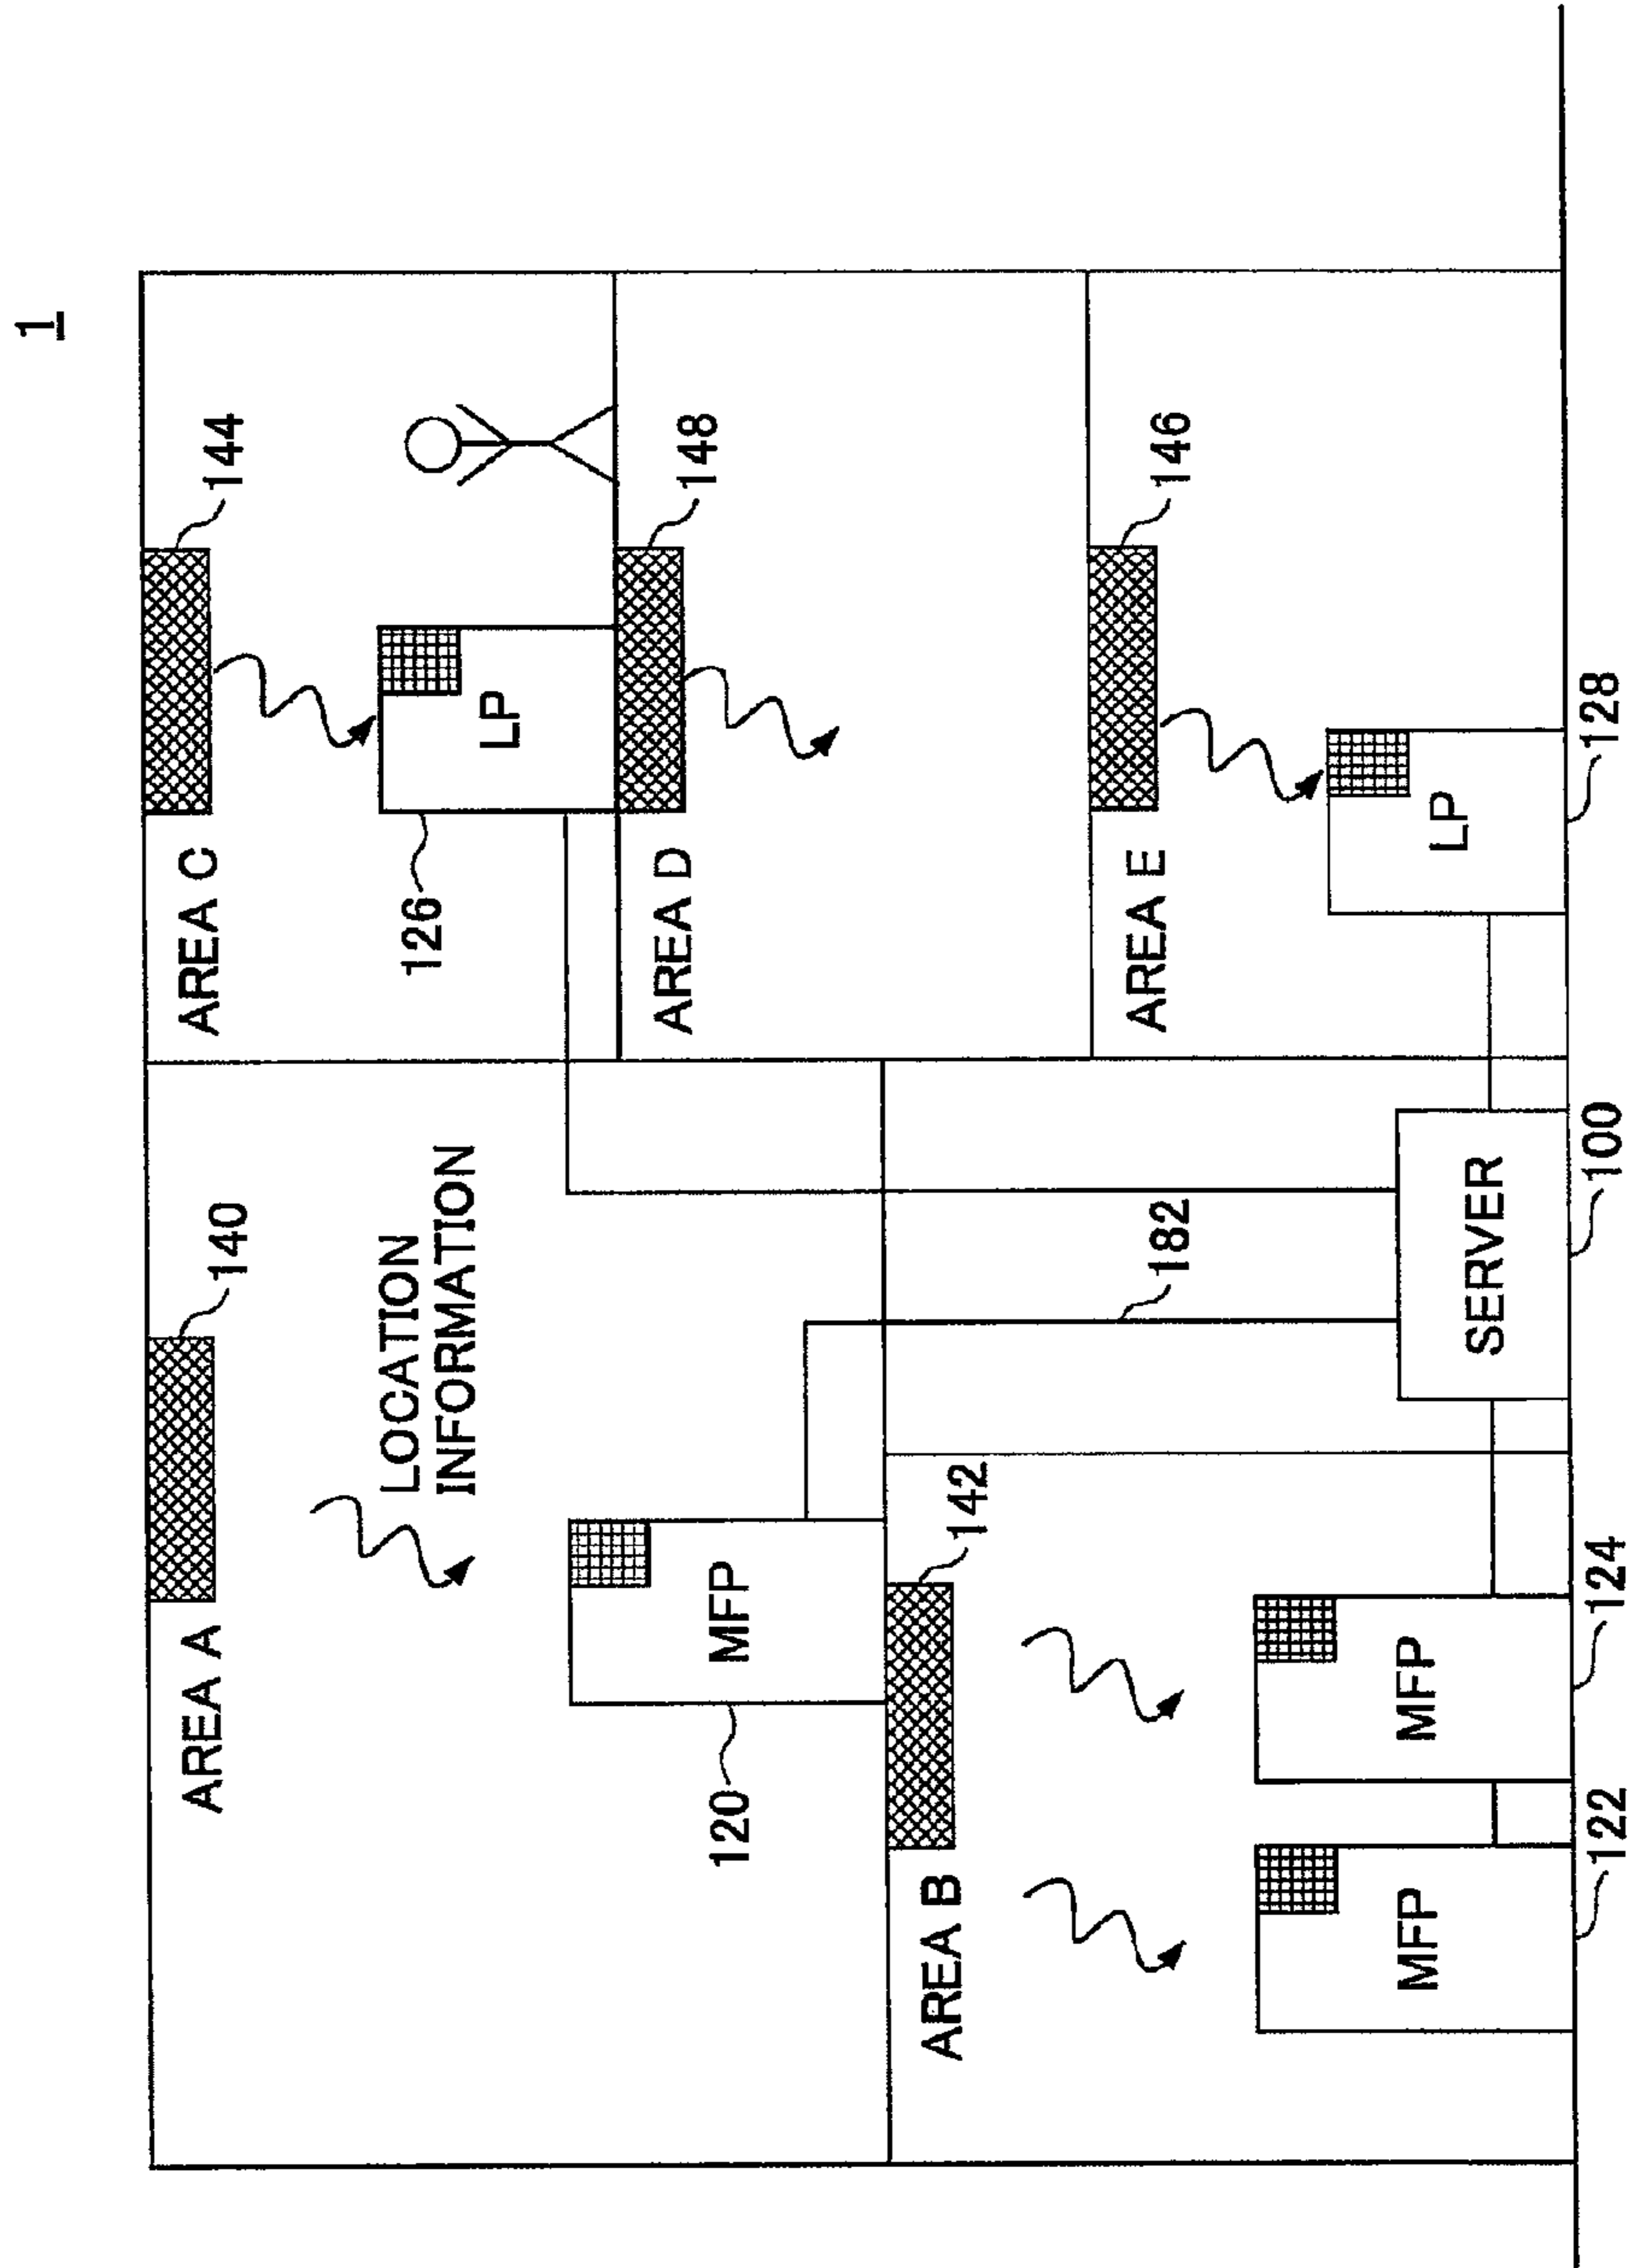 1
AREA A
140
LOCATION
INFORMATION
MFP
120
AREA C
144
LP
126
AREA D
148
AREA B
142
MFP
122
MFP
124
182
SERVER
100
AREA E
146
LP
128